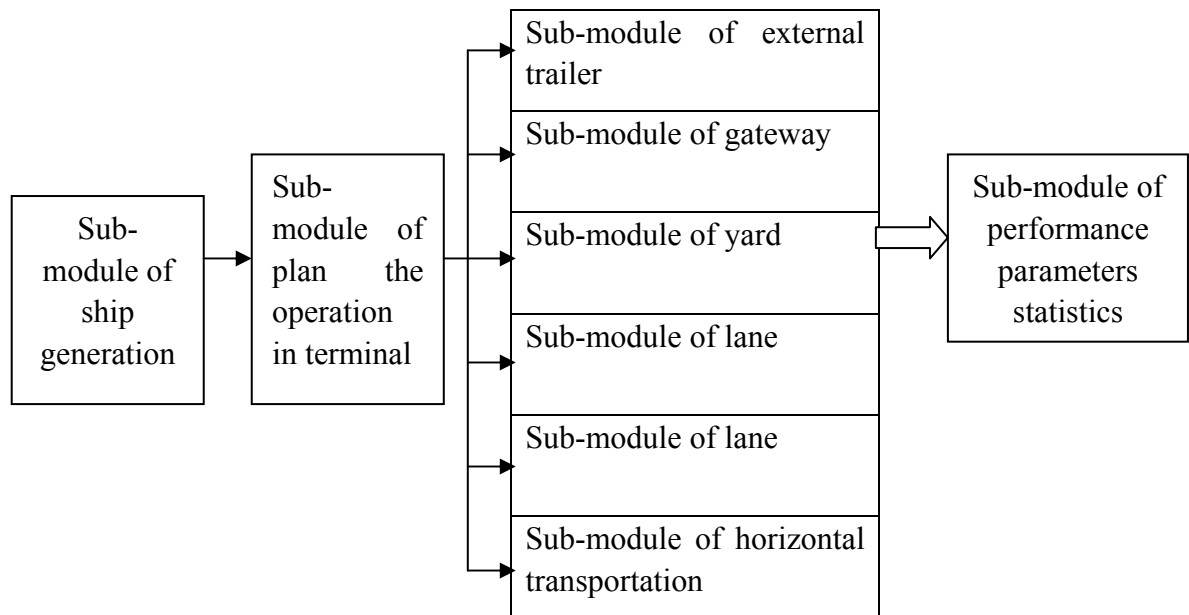 Sub-
module of
ship
generation
Sub-
module of
plan the
operation
in terminal
Sub-module of external
trailer
Sub-module of gateway
Sub-module of yard
Sub-module of lane
Sub-module of lane
Sub-module of horizontal
transportation
Sub-module of
performance
parameters
statistics